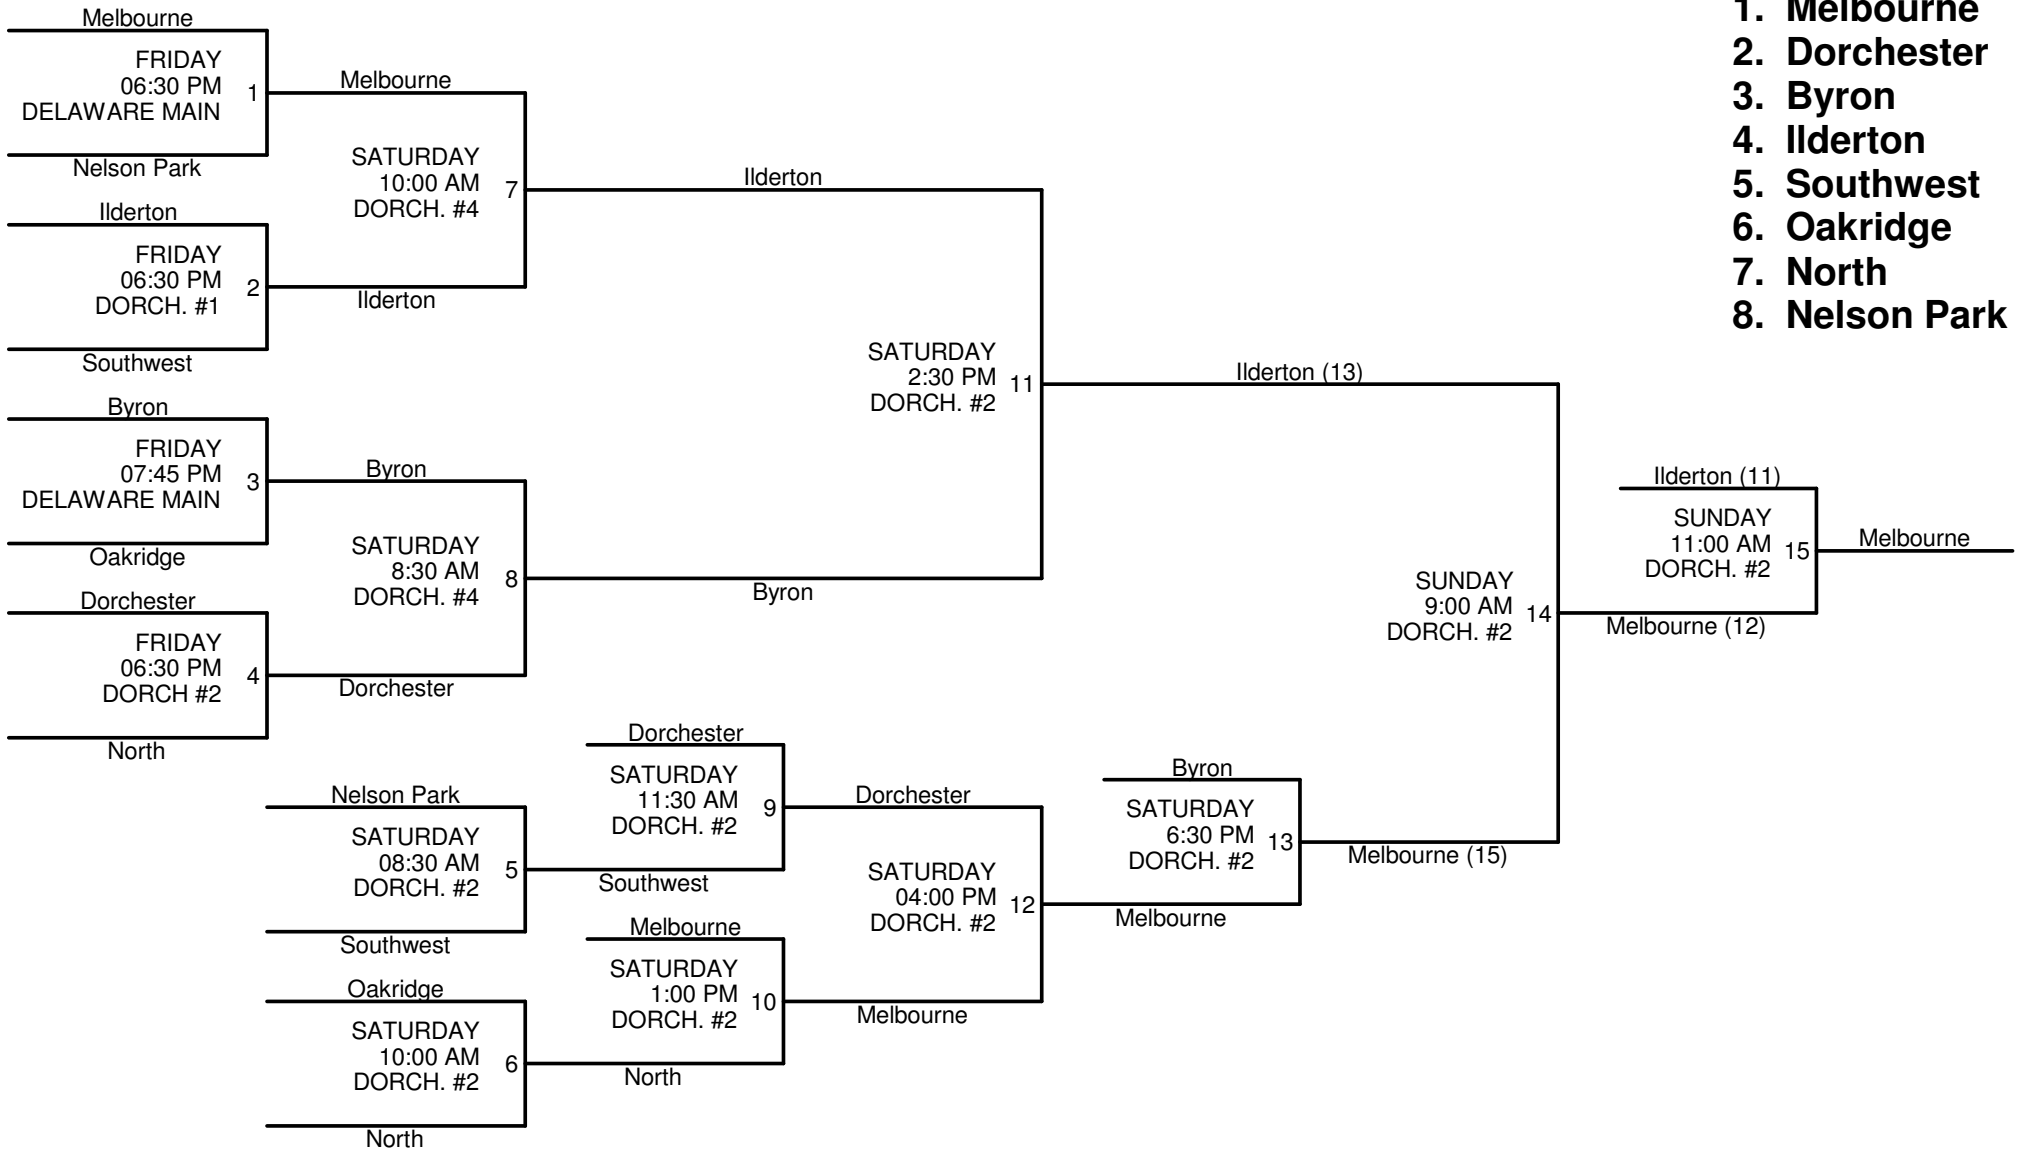 Melbourne
FRIDAY
06:30 PM
DELAWARE MAIN
1
Nelson Park
Ilderton
FRIDAY
06:30 PM
DORCH. #1
2
Southwest
Byron
FRIDAY
07:45 PM
DELAWARE MAIN
3
Oakridge
Dorchester
FRIDAY
06:30 PM
DORCH #2
4
North
Melbourne
SATURDAY
10:00 AM
DORCH. #4
7
Ilderton
Byron
SATURDAY
8:30 AM
DORCH. #4
8
Dorchester
Nelson Park
SATURDAY
08:30 AM
DORCH. #2
5
Southwest
Oakridge
SATURDAY
10:00 AM
DORCH. #2
6
North
Dorchester
SATURDAY
11:30 AM
DORCH. #2
9
Southwest
Melbourne
SATURDAY
1:00 PM
DORCH. #2
10
North
Ilderton
SATURDAY
2:30 PM
DORCH. #2
11
Byron
Dorchester
SATURDAY
04:00 PM
DORCH. #2
12
Melbourne
Byron
SATURDAY
6:30 PM
DORCH. #2
13
Melbourne
Ilderton (13)
SUNDAY
9:00 AM
DORCH. #2
14
Melbourne (15)
Ilderton (11)
SUNDAY
11:00 AM
DORCH. #2
15
Melbourne (12)
Melbourne
1. Melbourne
2. Dorchester
3. Byron
4. Ilderton
5. Southwest
6. Oakridge
7. North
8. Nelson Park